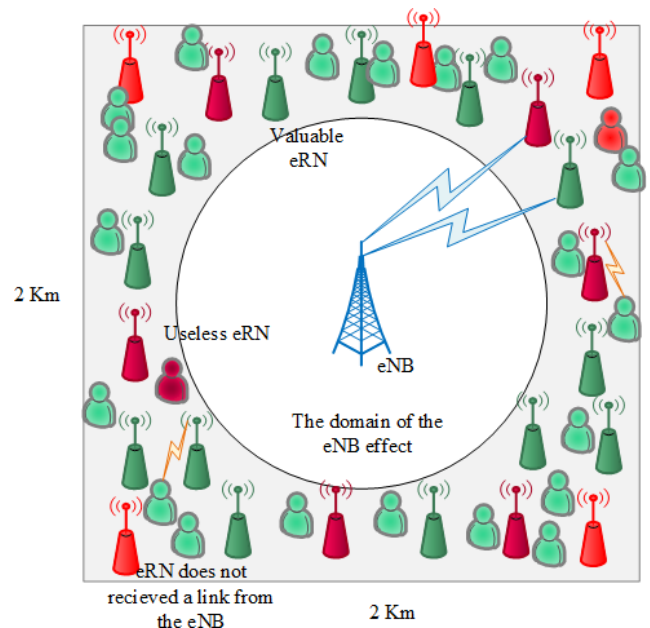 Valuable
eRN
2 Km
Useless eRN
eNB
The domain of the
eNB effect
eRN does not
recieved a link from
the eNB
2 Km